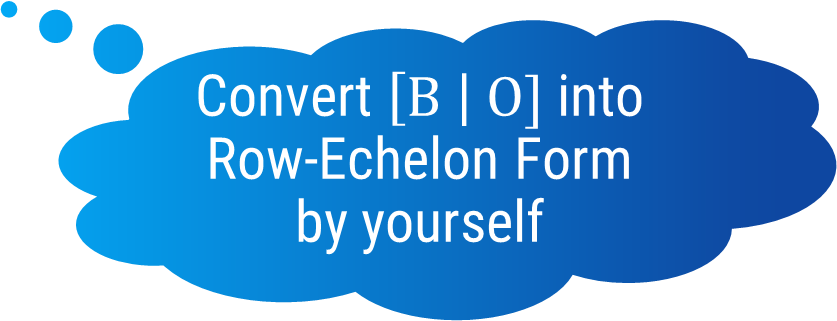 Convert [B | O] into
Row-Echelon Form
by yourself